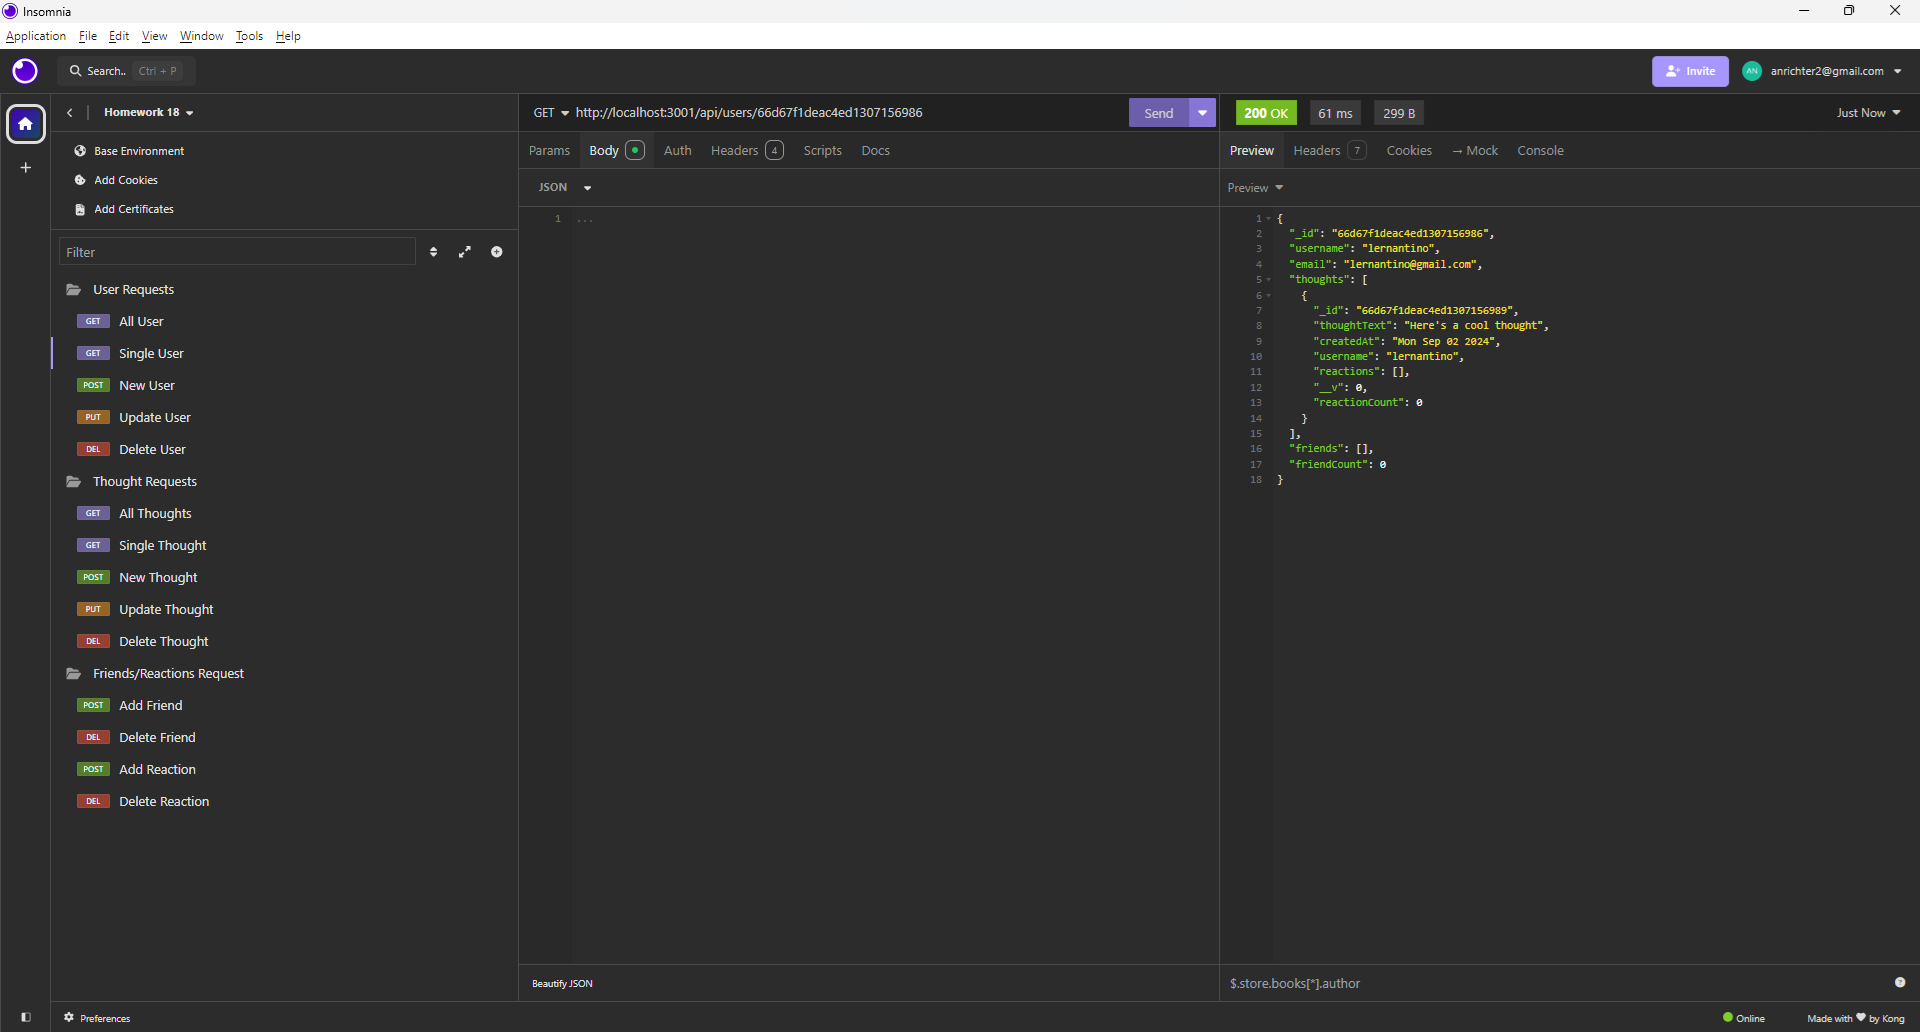 Insomnia
Application File Edit View Window Tools Help
Search.. Ctrl + P
Invite
AN
anrichter2@gmail.com
Homework 18
Base Environment
Add Cookies
Add Certificates
Filter
User Requests
GET All User
GET Single User
POST New User
PUT Update User
DEL Delete User
Thought Requests
GET All Thoughts
GET Single Thought
POST New Thought
PUT Update Thought
DEL Delete Thought
Friends/Reactions Request
POST Add Friend
DEL Delete Friend
POST Add Reaction
DEL Delete Reaction
Preferences
GET http://localhost:3001/api/users/66d67f1deac4ed1307156986
Send
Params Body Auth Headers 4 Scripts Docs
JSON
1 ...
Beautify JSON
200 OK 61 ms 299 B
Just Now
Preview Headers 7 Cookies → Mock Console
Preview
1 {
2 "_id": "66d67f1deac4ed1307156986",
3 "username": "lernantino",
4 "email": "lernantino@gmail.com",
5 "thoughts": [
6 {
7 "_id": "66d67f1deac4ed1307156989",
8 "thoughtText": "Here's a cool thought",
9 "createdAt": "Mon Sep 02 2024",
10 "username": "lernantino",
11 "reactions": [],
12 "__v": 0,
13 "reactionCount": 0
14 }
15 ],
16 "friends": [],
17 "friendCount": 0
18 }
$.store.books[*].author
Online
Made with ♥ by Kong